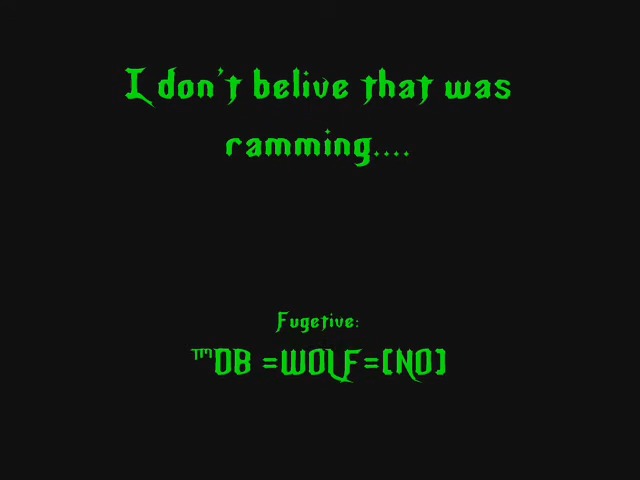 I don't belive that was
ramming....
Fugetive:
™DB =WOLF=[NO]